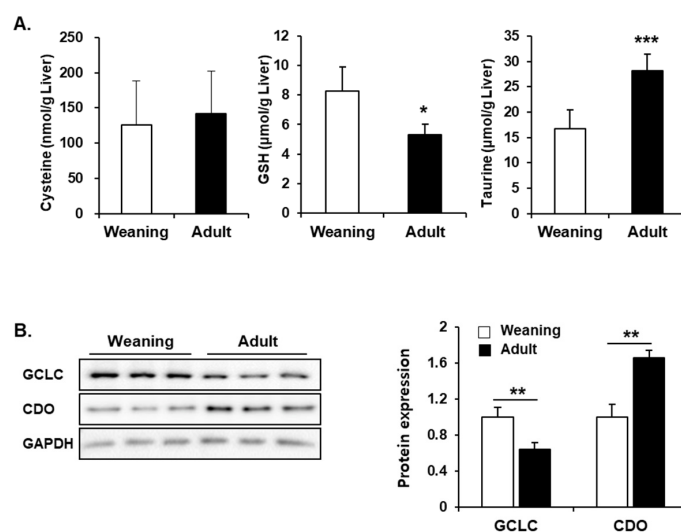 A.
Cysteine (nmol/g Liver)
250
200
150
100
50
0
Weaning Adult
GSH (μmol/g Liver)
12
10
8
6
4
2
0
*
Weaning Adult
Taurine (μmol/g Liver)
35
30
25
20
15
10
5
0
***
Weaning Adult
B.
Weaning Adult
GCLC
CDO
GAPDH
Protein expression
2
1.6
1.2
0.8
0.4
0
Weaning
Adult
**
**
GCLC CDO